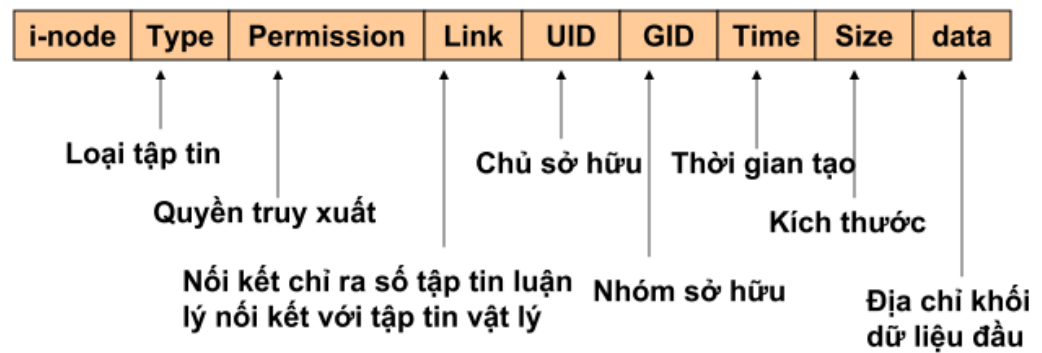 i-node Type Permission Link UID GID Time Size data
Loại tập tin
Chủ sở hữu
Thời gian tạo
Quyền truy xuất
Kích thước
Nối kết chỉ ra số tập tin luận
lý nối kết với tập tin vật lý
Nhóm sở hữu
Địa chỉ khối
dữ liệu đầu